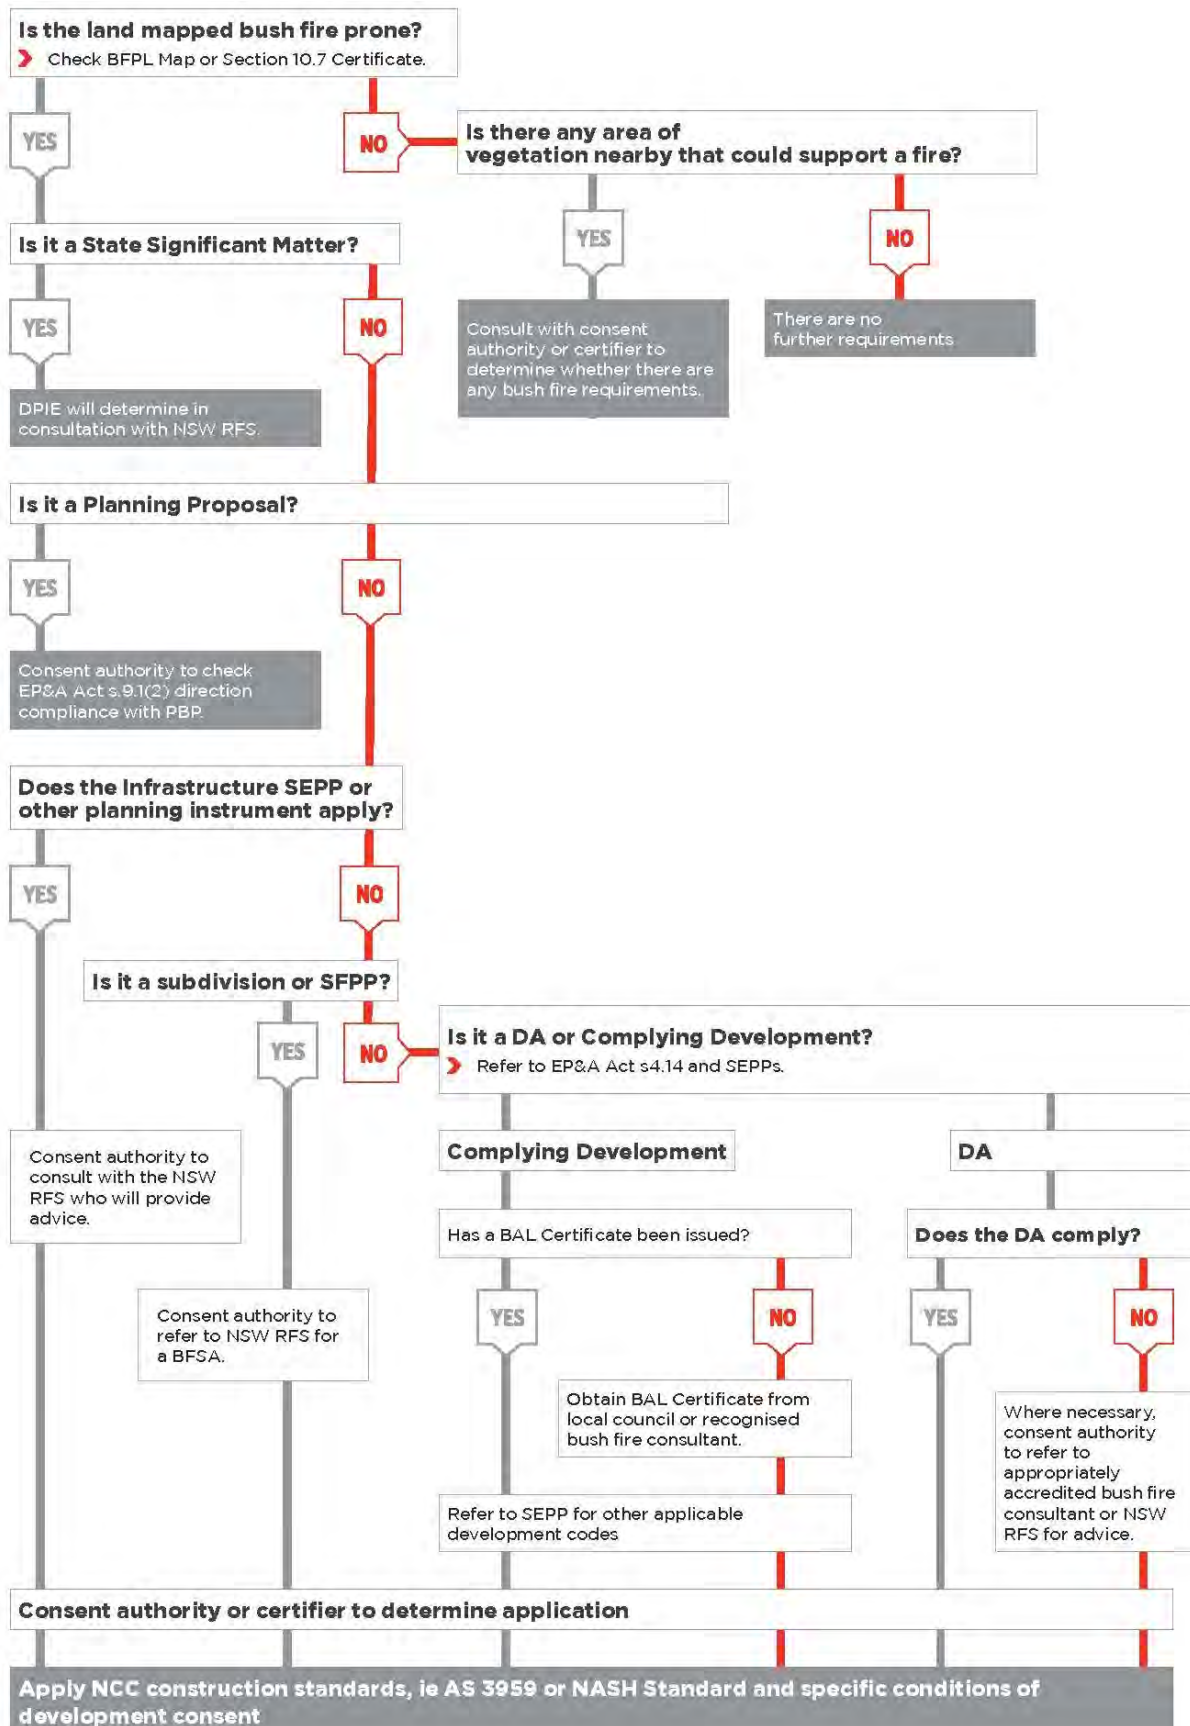 Is the land mapped bush fire prone?
Check BFPL Map or Section 10.7 Certificate.
YES
NO
Is there any area of
vegetation nearby that could support a fire?
YES
NO
Is it a State Significant Matter?
YES
NO
Consult with consent
authority or certifier to
determine whether there are
any bush fire requirements.
There are no
further requirements
DPIE will determine in
consultation with NSW RFS.
Is it a Planning Proposal?
YES
NO
Consent authority to check
EP&A Act s.9.1(2) direction
compliance with PBP.
Does the Infrastructure SEPP or
other planning instrument apply?
YES
NO
Is it a subdivision or SFPP?
YES
NO
Is it a DA or Complying Development?
Refer to EP&A Act s4.14 and SEPPs.
Complying Development
DA
Consent authority to
consult with the NSW
RFS who will provide
advice.
Has a BAL Certificate been issued?
Does the DA comply?
YES
NO
YES
NO
Consent authority to
refer to NSW RFS for
a BFSA.
Obtain BAL Certificate from
local council or recognised
bush fire consultant.
Where necessary,
consent authority
to refer to
appropriately
accredited bush fire
consultant or NSW
RFS for advice.
Refer to SEPP for other applicable
development codes
Consent authority or certifier to determine application
Apply NCC construction standards, ie AS 3959 or NASH Standard and specific conditions of
development consent